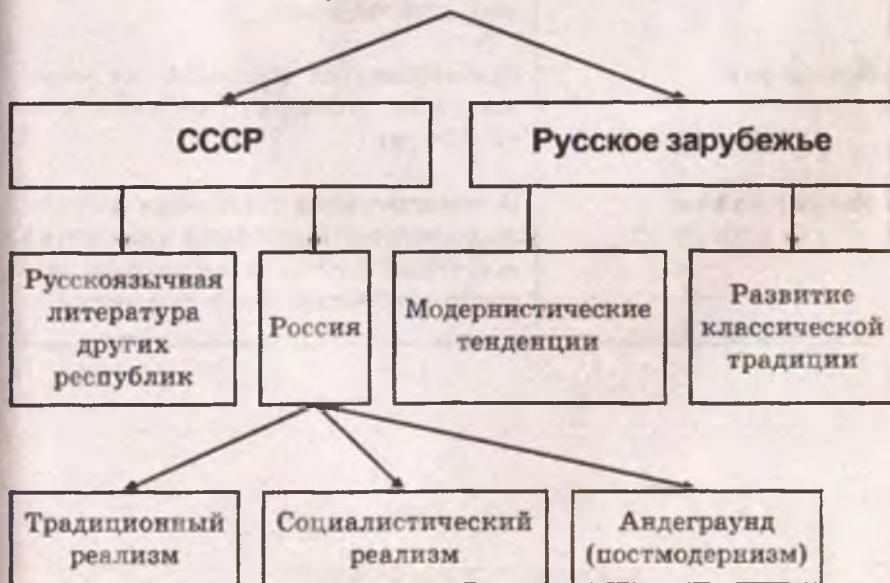 СССР
Русское зарубежье
Русскоязычная
литература
других
республик
Россия
Модернистические
тенденции
Развитие
классической
традиции
Традиционный
реализм
Социалистический
реализм
Андеграунд
(постмодернизм)